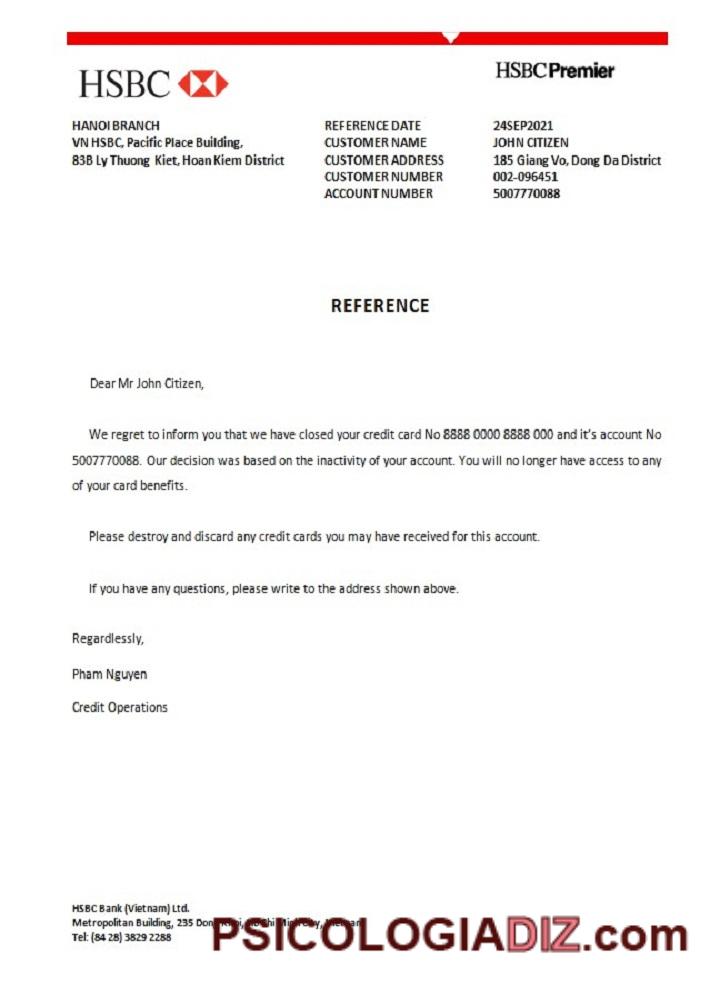 HSBC
HSBC Premier
HANOI BRANCH
VN HSBC, Pacific Place Building,
83B Ly Thuong Kiet, Hoan Kiem District
REFERENCE DATE 24SEP2021
CUSTOMER NAME JOHN CITIZEN
CUSTOMER ADDRESS 185 Giang Vo, Dong Da District
CUSTOMER NUMBER 002-096451
ACCOUNT NUMBER 5007770088
REFERENCE
Dear Mr John Citizen,
We regret to inform you that we have closed your credit card No 8888 0000 8888 000 and it's account No
5007770088. Our decision was based on the inactivity of your account. You will no longer have access to any
of your card benefits.
Please destroy and discard any credit cards you may have received for this account.
If you have any questions, please write to the address shown above.
Regardlessly,
Pham Nguyen
Credit Operations
HSBC Bank (Vietnam) Ltd.
Metropolitan Building, 235
Tel: (84 28) 3829 2288
PSICOLOGIADIZ.com